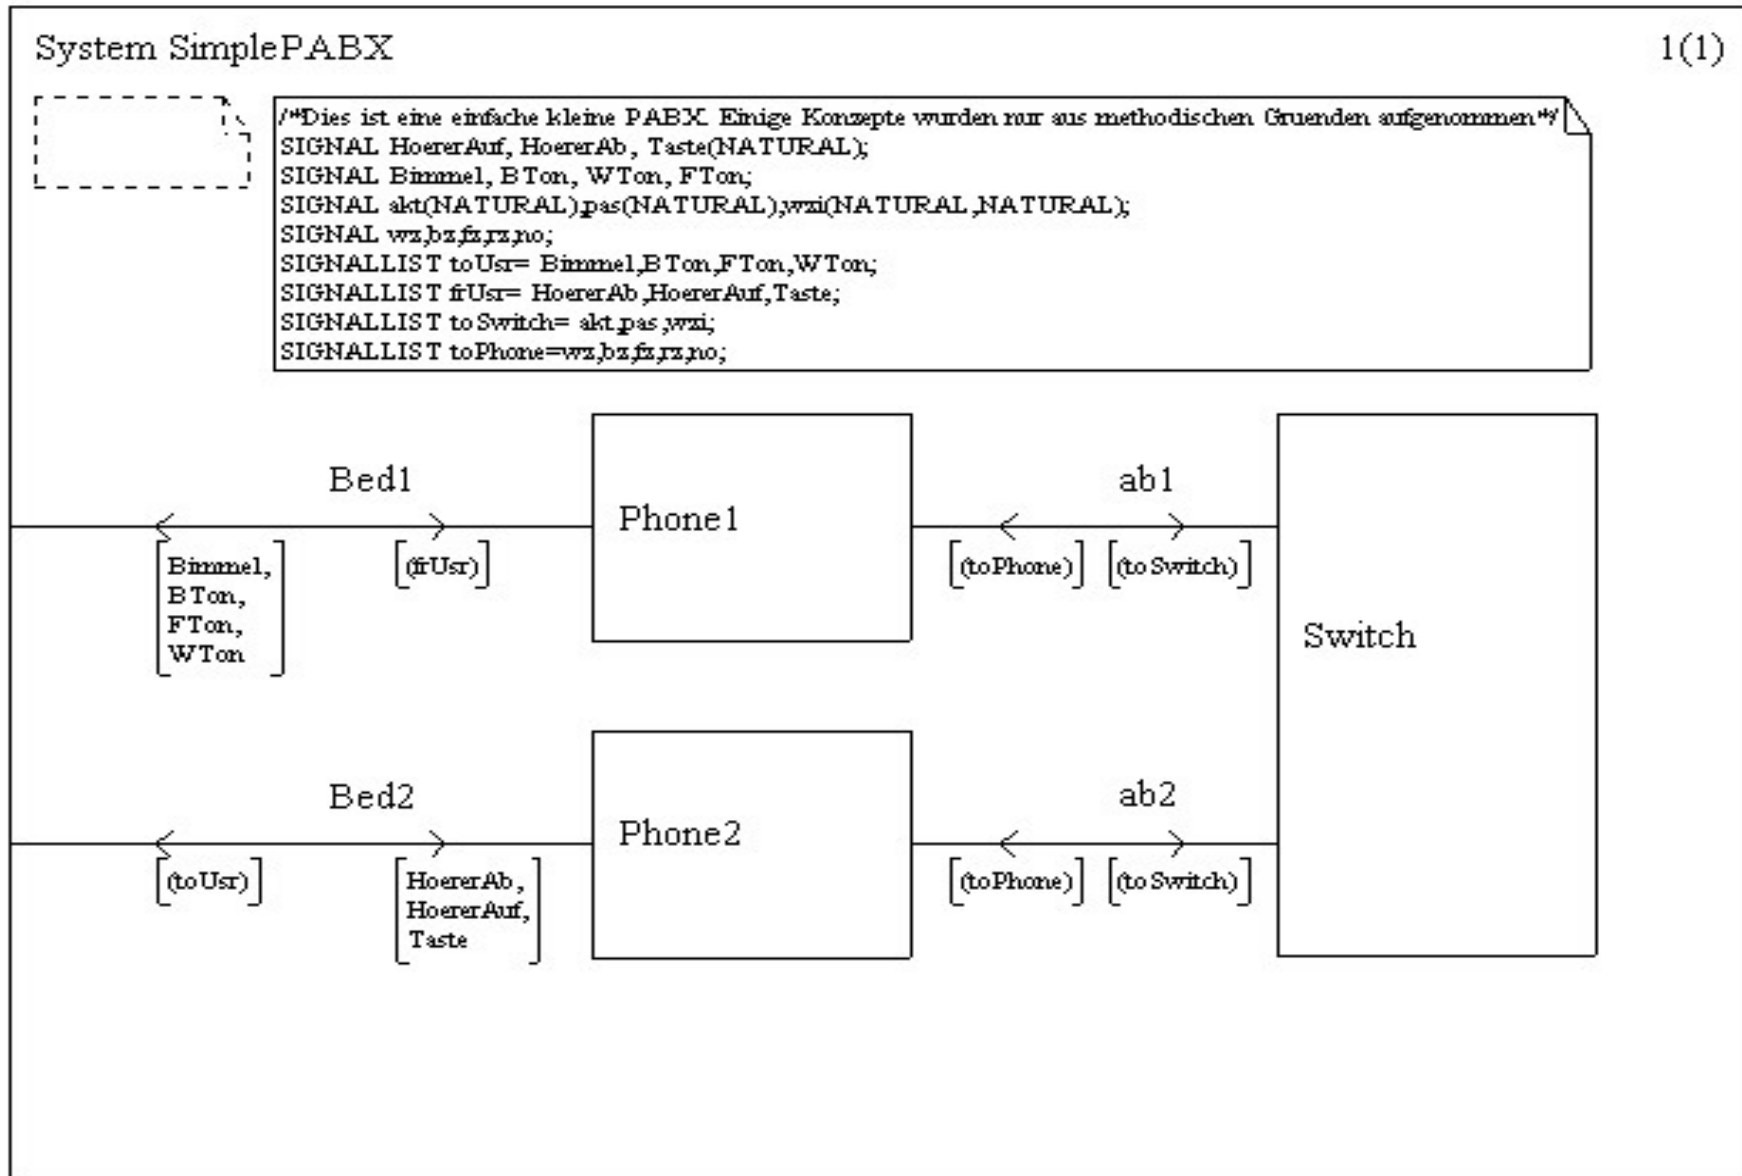 System SimplePABX
1(1)
/*Dies ist eine einfache kleine PABX. Einige Konzepte wurden nur aus methodischen Gruenden aufgenommen*/
SIGNAL HoererAuf, HoererAb, Taste(NATURAL);
SIGNAL Bimmel, BTon, WTon, FTon;
SIGNAL akt(NATURAL),pas(NATURAL),wzi(NATURAL,NATURAL);
SIGNAL wz,bz,fz,rz,no;
SIGNALLIST toUsr= Bimmel,BTon,FTon,WTon;
SIGNALLIST frUsr= HoererAb,HoererAuf,Taste;
SIGNALLIST toSwitch= akt,pas,wzi;
SIGNALLIST toPhone=wz,bz,fz,rz,no;
Bed1
ab1
Phone1
Bimmel,
BTon,
FTon,
WTon
(frUsr)
(toPhone)
(toSwitch)
Switch
Bed2
ab2
Phone2
(toUsr)
HoererAb,
HoererAuf,
Taste
(toPhone)
(toSwitch)